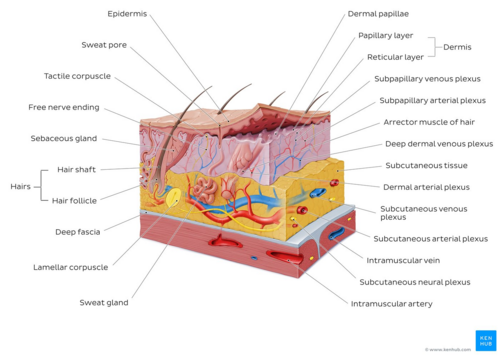 Epidermis
Sweat pore
Tactile corpuscle
Free nerve ending
Sebaceous gland
Hair shaft
Hairs
Hair follicle
Deep fascia
Lamellar corpuscle
Sweat gland
Dermal papillae
Papillary layer
Dermis
Reticular layer
Subpapillary venous plexus
Subpapillary arterial plexus
Arrector muscle of hair
Deep dermal venous plexus
Subcutaneous tissue
Dermal arterial plexus
Subcutaneous venous
plexus
Subcutaneous arterial plexus
Intramuscular vein
Subcutaneous neural plexus
Intramuscular artery
KEN
HUB
© www.kenhub.com